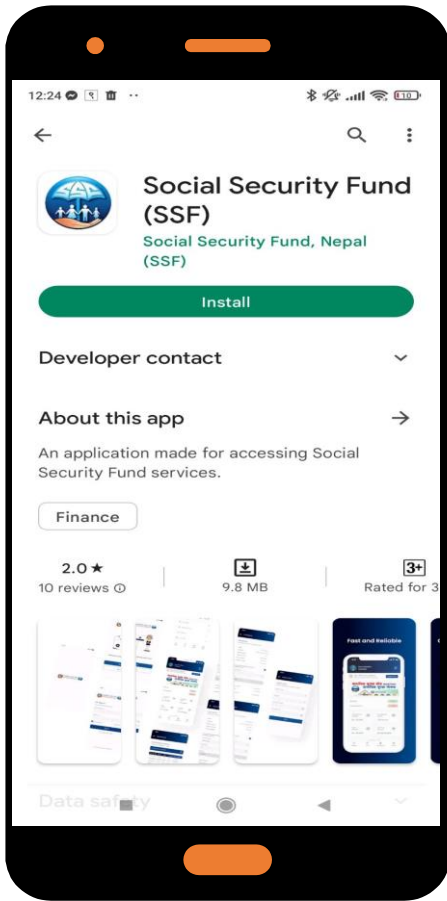 12:24
10
SSF
Social Security Fund
(SSF)
Social Security Fund, Nepal
(SSF)
Install
Developer contact
About this app
An application made for accessing Social
Security Fund services.
Finance
2.0 ★
10 reviews
9.8 MB
3+
Rated for 3
Fast and Reliable
Data safety